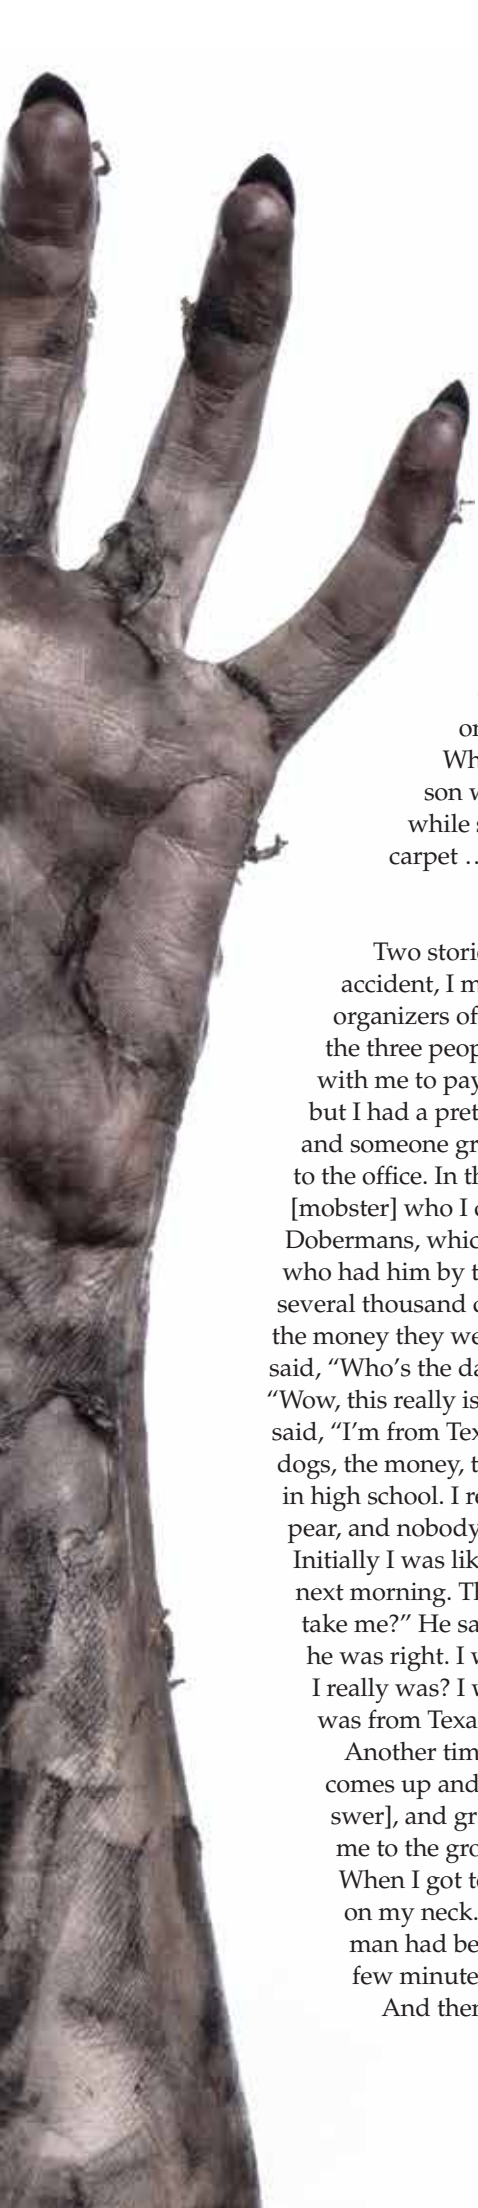 or
Wh
son w
while s
carpet …
Two storie
accident, I m
organizers of
the three peop
with me to pay
but I had a pret
and someone gr
to the office. In th
[mobster] who I d
Dobermans, whic
who had him by t
several thousand d
the money they we
said, “Who’s the da
“Wow, this really is
said, “I’m from Tex
dogs, the money, t
in high school. I re
pear, and nobody
Initially I was lik
next morning. Th
take me?” He sa
he was right. I w
I really was? I w
was from Texa
Another tim
comes up and
swer], and gr
me to the gro
When I got to
on my neck.
man had be
few minute
And then